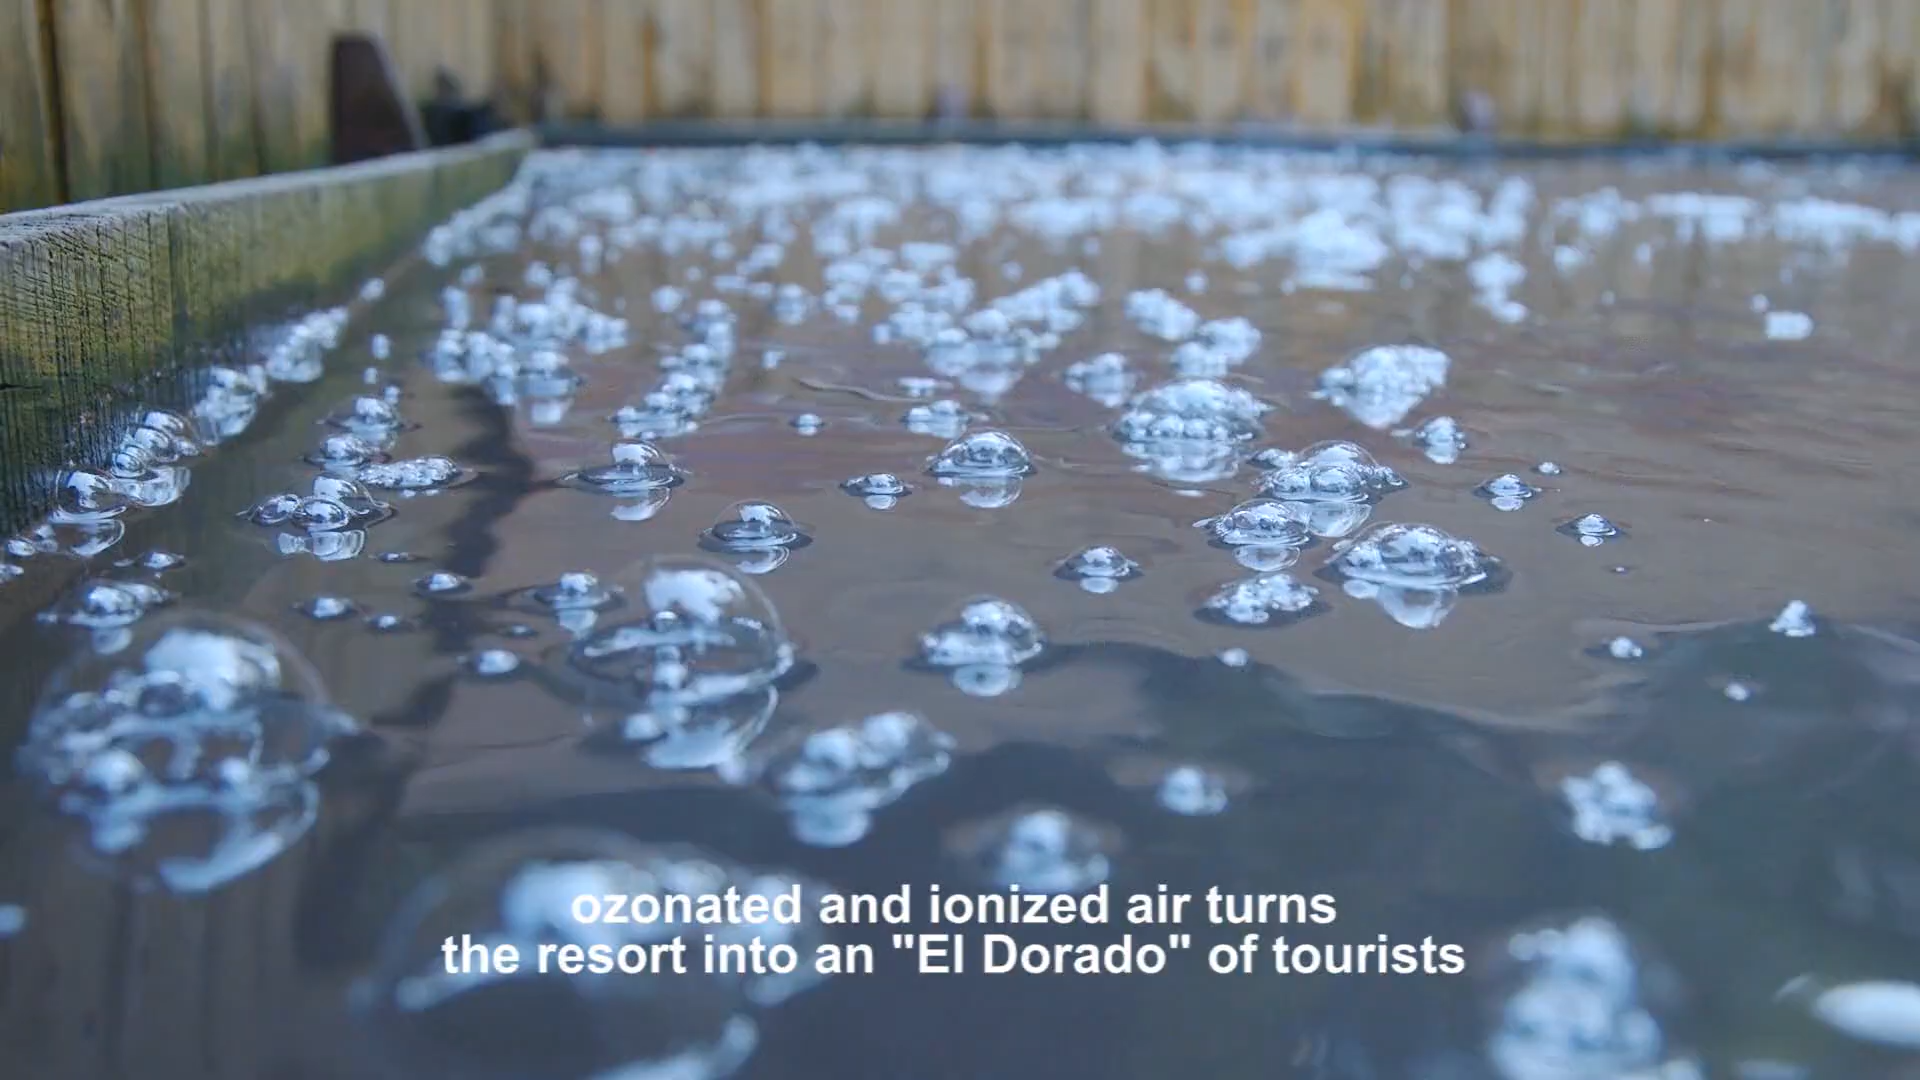 ozonated and ionized air turns
the resort into an "El Dorado" of tourists